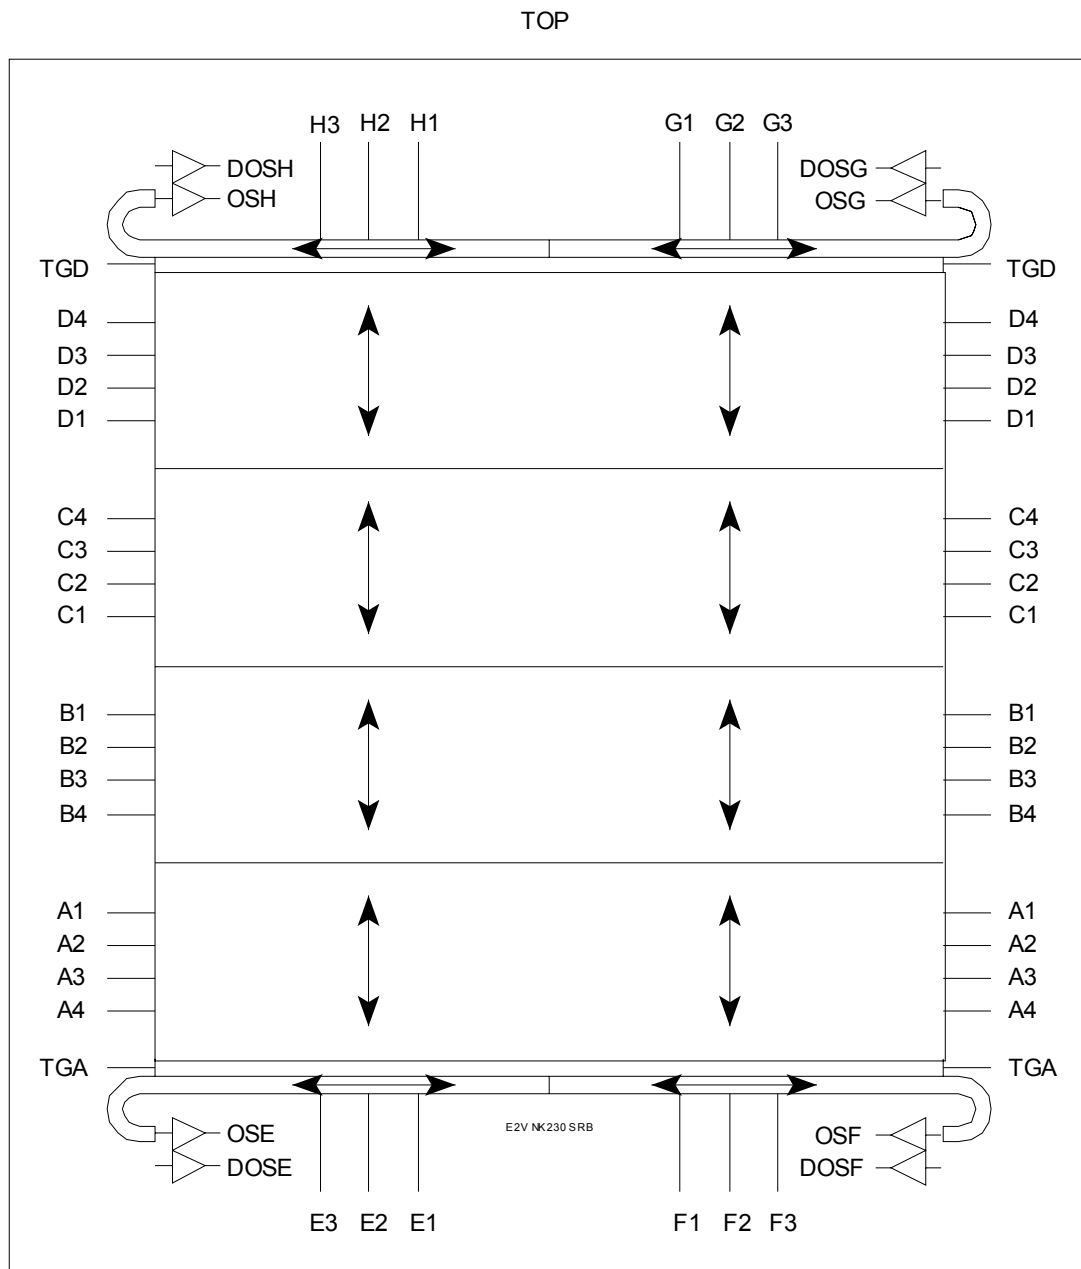 TOP
H3 H2 H1 G1 G2 G3
DOSH DOSG
OSH OSG
TGD TGD
D4 D4
D3 D3
D2 D2
D1 D1
C4 C4
C3 C3
C2 C2
C1 C1
B1 B1
B2 B2
B3 B3
B4 B4
A1 A1
A2 A2
A3 A3
A4 A4
TGA TGA
E2V NK230 SRB
OSE OSF
DOSE DOSF
E3 E2 E1 F1 F2 F3